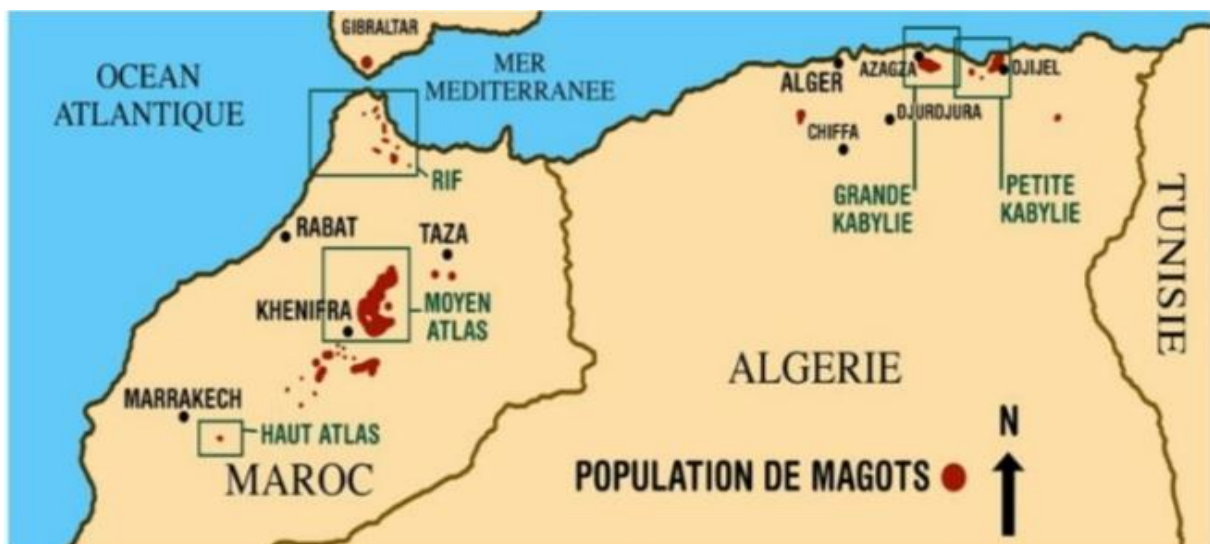 GIBRALTAR
OCEAN
ATLANTIQUE
MER
MEDITERRANEE
ALGER
AZAGZA
DJIJEL
CHIFFA
DJURDJURA
RIF
GRANDE
KABYLIE
PETITE
KABYLIE
TUNISIE
RABAT
TAZA
KHENIFRA
MOYEN
ATLAS
ALGERIE
MARRAKECH
HAUT ATLAS
MAROC
N
POPULATION DE MAGOTS